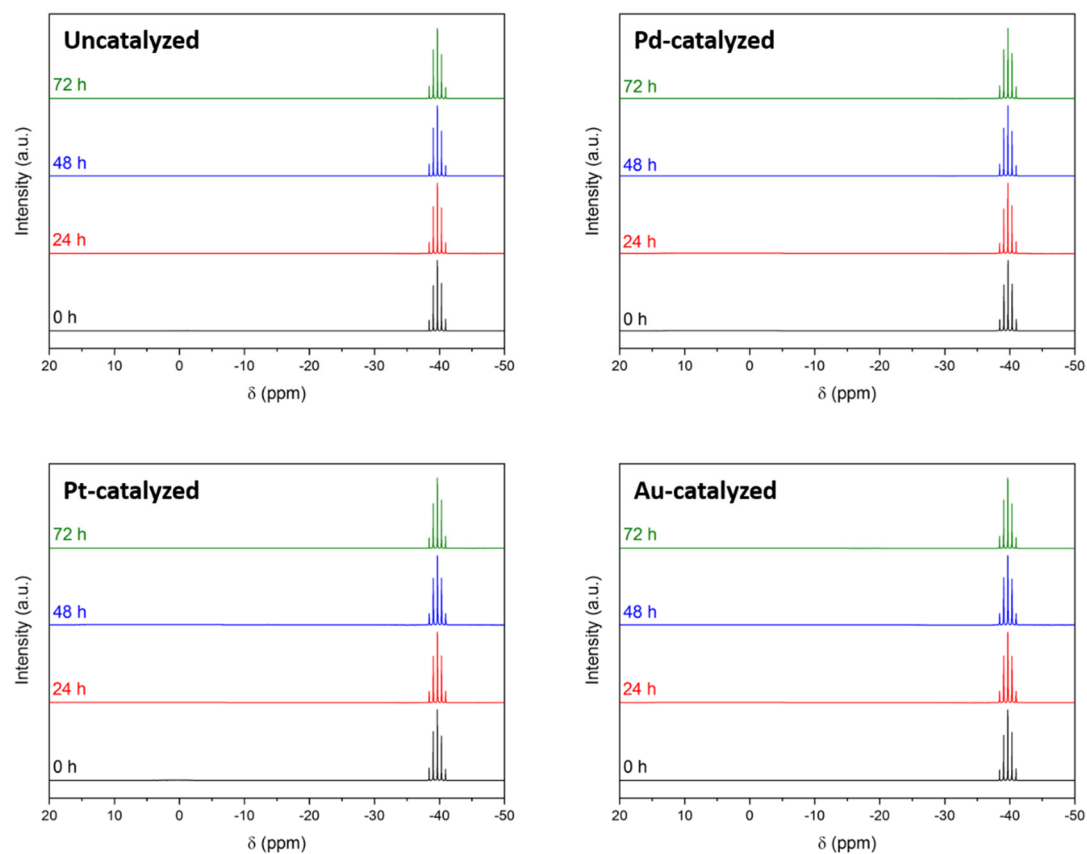 Uncatalyzed
72 h
48 h
24 h
0 h
Intensity (a.u.)
20 10 0 -10 -20 -30 -40 -50
δ (ppm)
Pd-catalyzed
72 h
48 h
24 h
0 h
Intensity (a.u.)
20 10 0 -10 -20 -30 -40 -50
δ (ppm)
Pt-catalyzed
72 h
48 h
24 h
0 h
Intensity (a.u.)
20 10 0 -10 -20 -30 -40 -50
δ (ppm)
Au-catalyzed
72 h
48 h
24 h
0 h
Intensity (a.u.)
20 10 0 -10 -20 -30 -40 -50
δ (ppm)